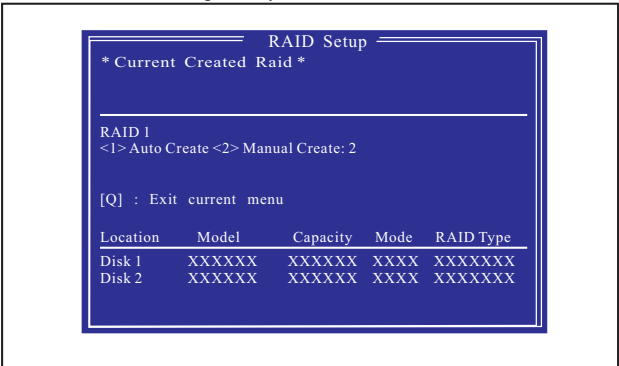 RAID Setup
* Current Created Raid *
RAID 1
<1> Auto Create <2> Manual Create: 2
[Q] : Exit current menu
Location Model Capacity Mode RAID Type
Disk 1 XXXXXX XXXXXX XXXX XXXXXXX
Disk 2 XXXXXX XXXXXX XXXX XXXXXXX